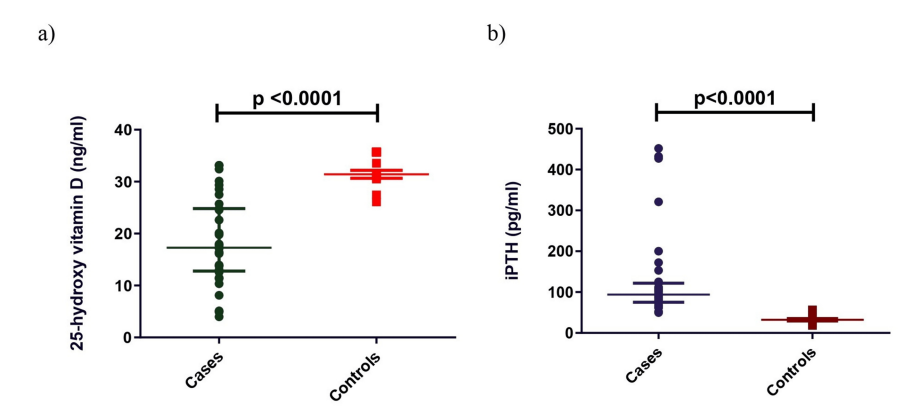 a)
p <0.0001
25-hydroxy vitamin D (ng/ml)
40
30
20
10
0
Cases
Controls
b)
p<0.0001
iPTH (pg/ml)
500
400
300
200
100
0
Cases
Controls